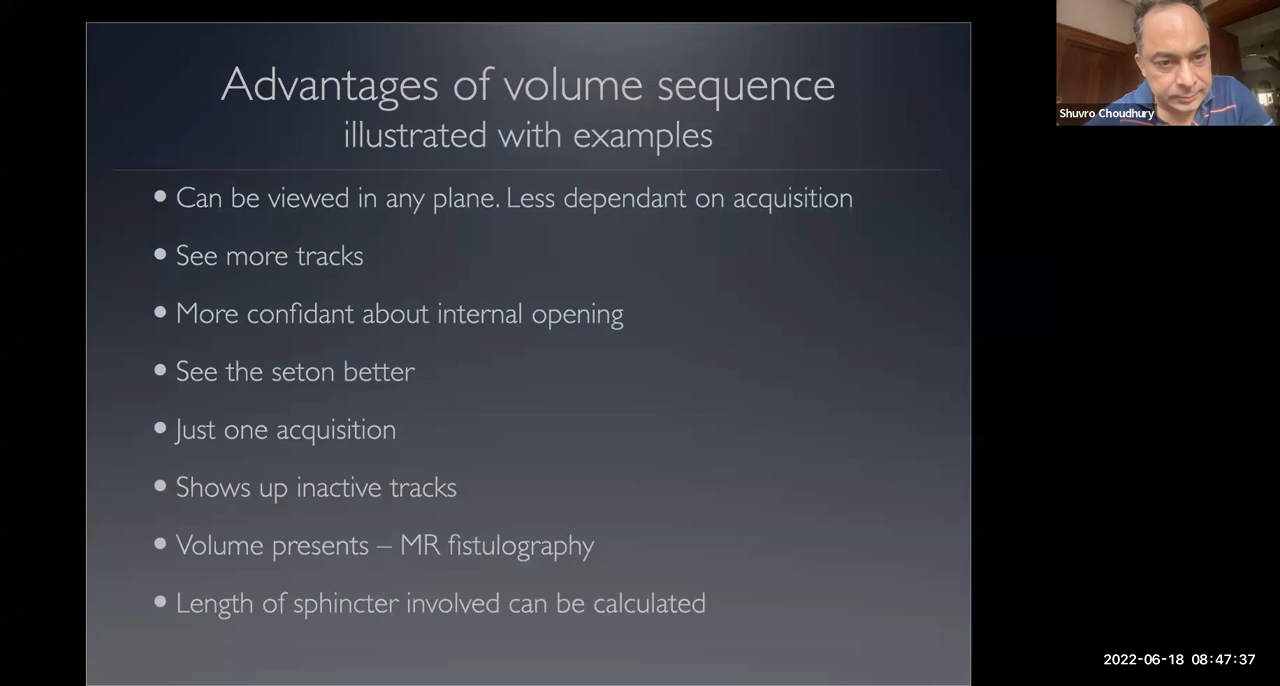 Advantages of volume sequence
illustrated with examples
• Can be viewed in any plane. Less dependant on acquisition
• See more tracks
• More confidant about internal opening
• See the seton better
• Just one acquisition
• Shows up inactive tracks
• Volume presents – MR fistulography
• Length of sphincter involved can be calculated
Shuvro Choudhury
2022-06-18 08:47:37